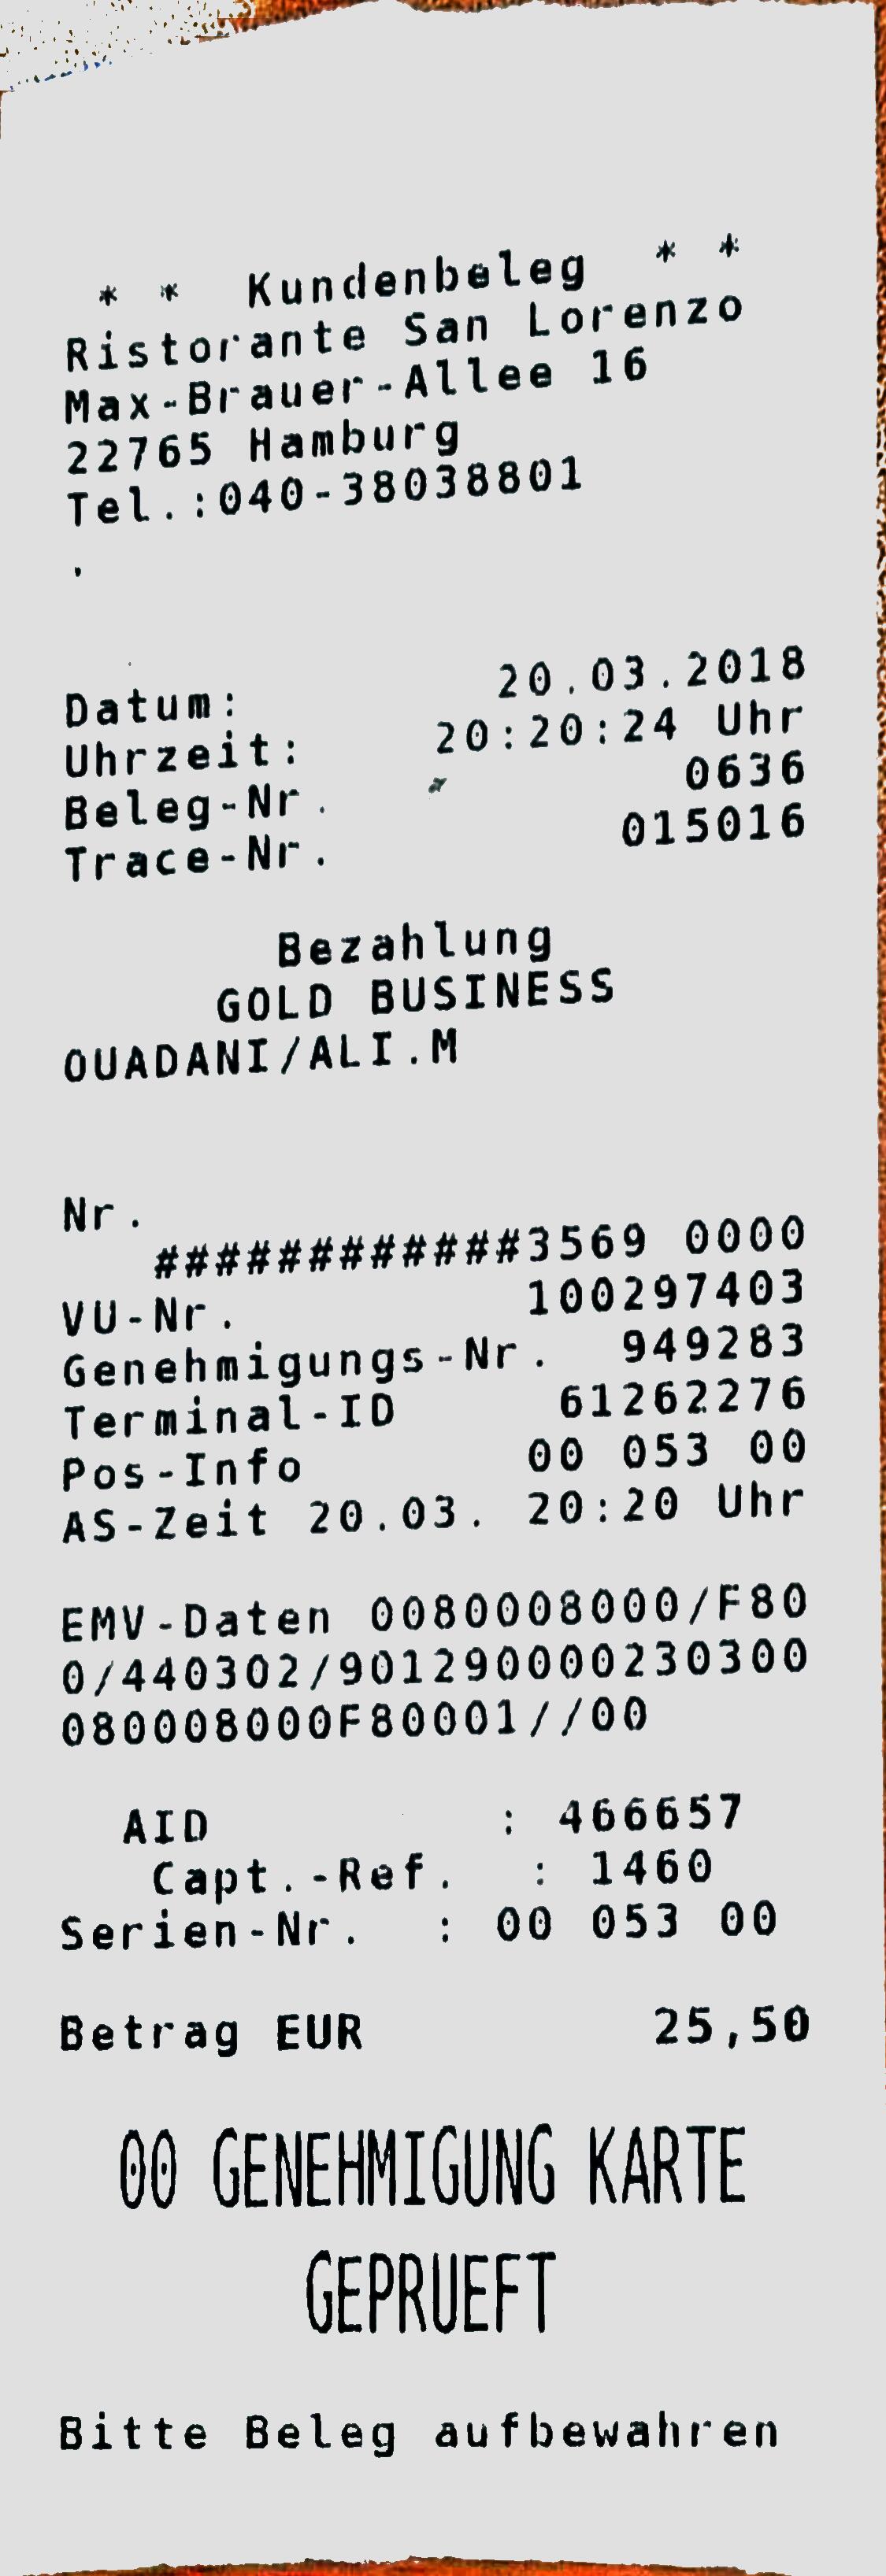 * * Kundenbeleg * *
Ristorante San Lorenzo
Max-Brauer-Allee 16
22765 Hamburg
Tel.:040-38038801
.
Datum: 20.03.2018
Uhrzeit: 20:20:24 Uhr
Beleg-Nr. 0636
Trace-Nr. 015016
Bezahlung
GOLD BUSINESS
OUADANI/ALI.M
Nr.
############3569 0000
VU-Nr. 100297403
Genehmigungs-Nr. 949283
Terminal-ID 61262276
Pos-Info 00 053 00
AS-Zeit 20.03. 20:20 Uhr
EMV-Daten 0080008000/F80
0/440302/901290000230300
080008000F80001//00
AID : 466657
Capt.-Ref. : 1460
Serien-Nr. : 00 053 00
Betrag EUR 25,50
00 GENEHMIGUNG KARTE
GEPRUEFT
Bitte Beleg aufbewahren